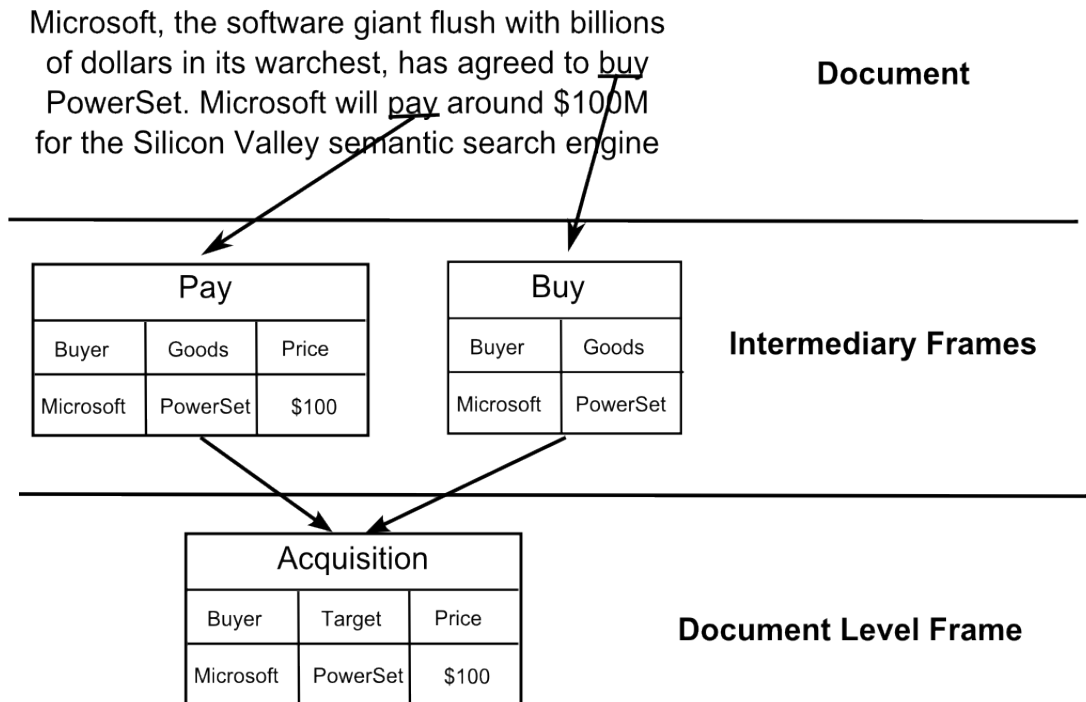 Microsoft, the software giant flush with billions
of dollars in its warchest, has agreed to buy
PowerSet. Microsoft will pay around $100M
for the Silicon Valley semantic search engine
Document
Pay
Buyer Goods Price
Microsoft PowerSet $100
Buy
Buyer Goods
Microsoft PowerSet
Intermediary Frames
Acquisition
Buyer Target Price
Microsoft PowerSet $100
Document Level Frame